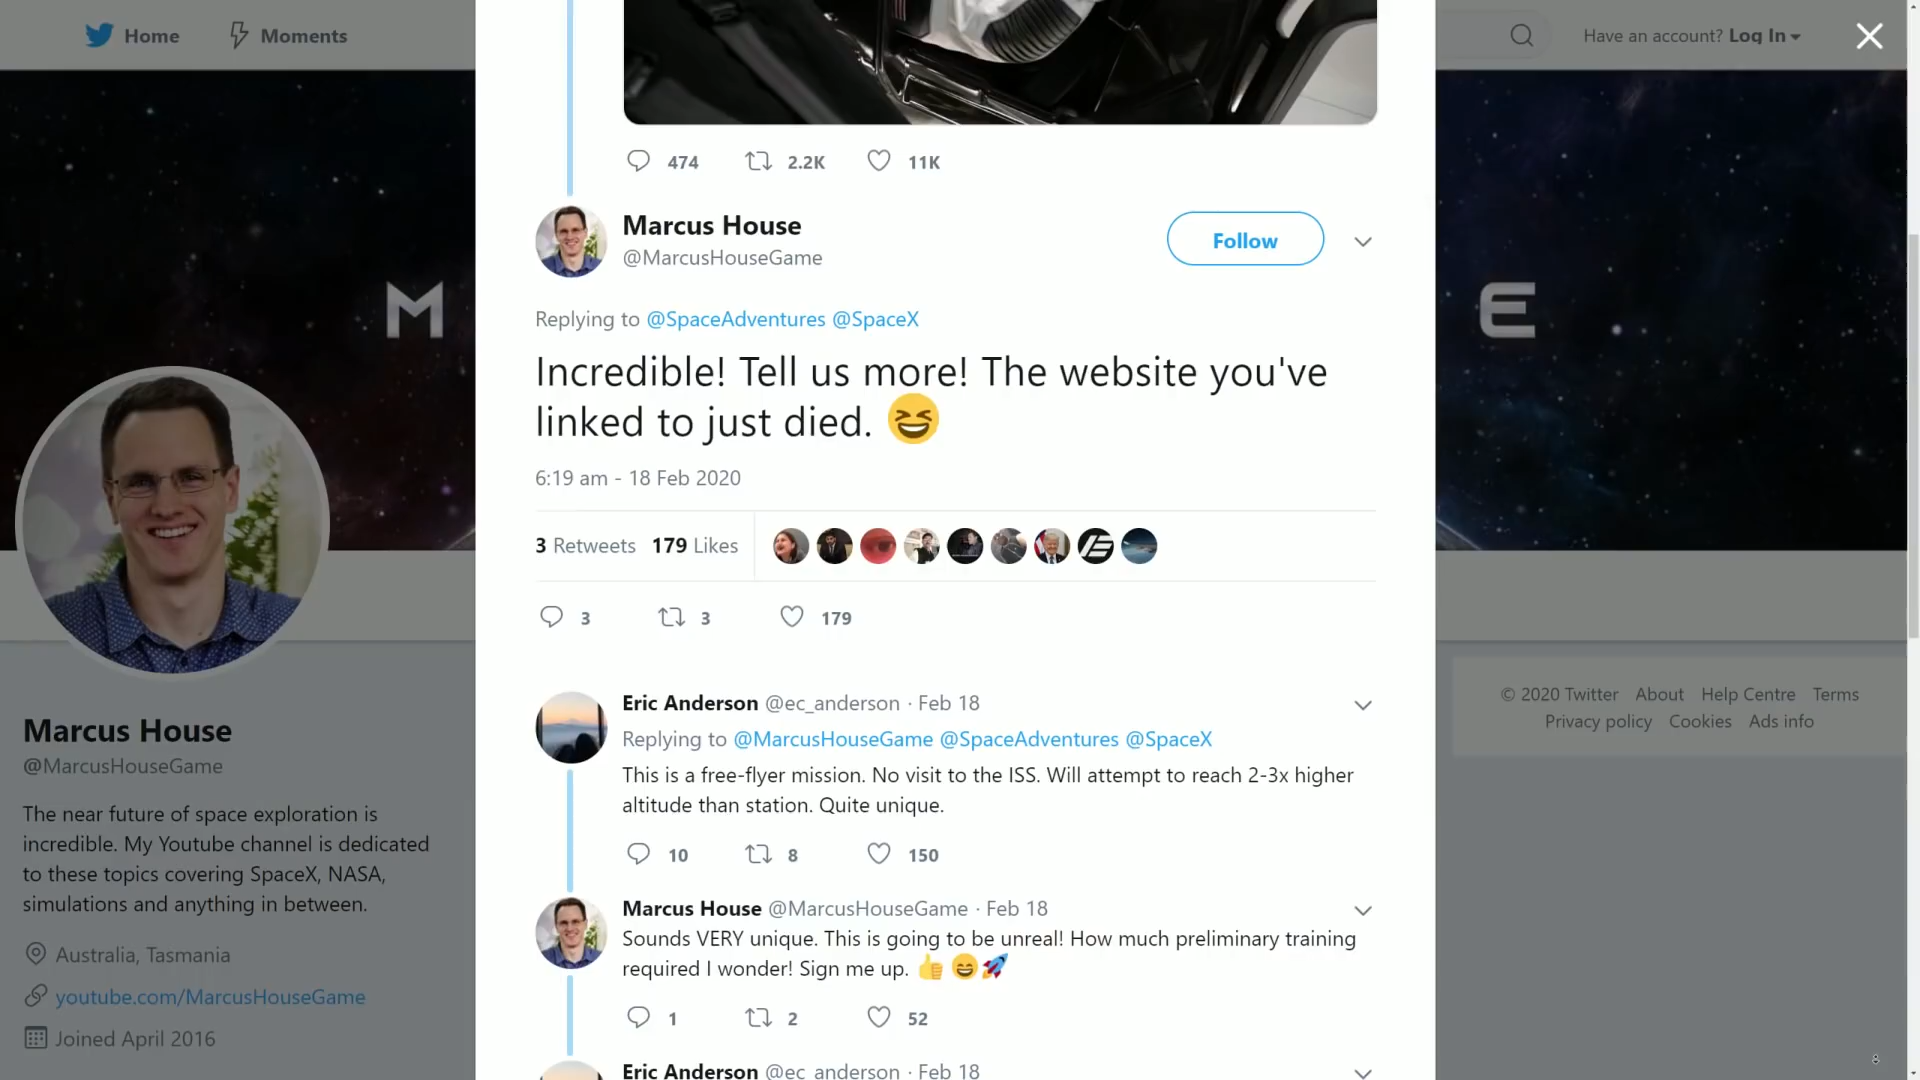 Home Moments
Have an account? Log In
474 2.2K 11K
Marcus House
@MarcusHouseGame
Follow
M
E
Replying to @SpaceAdventures @SpaceX
Incredible! Tell us more! The website you've
linked to just died. 😆
6:19 am - 18 Feb 2020
3 Retweets 179 Likes
3 3 179
Eric Anderson @ec_anderson · Feb 18
Replying to @MarcusHouseGame @SpaceAdventures @SpaceX
This is a free-flyer mission. No visit to the ISS. Will attempt to reach 2-3x higher
altitude than station. Quite unique.
10 8 150
Marcus House @MarcusHouseGame · Feb 18
Sounds VERY unique. This is going to be unreal! How much preliminary training
required I wonder! Sign me up. 👍 😄 🚀
1 2 52
Eric Anderson @ec_anderson · Feb 18
Marcus House
@MarcusHouseGame
The near future of space exploration is
incredible. My Youtube channel is dedicated
to these topics covering SpaceX, NASA,
simulations and anything in between.
Australia, Tasmania
youtube.com/MarcusHouseGame
Joined April 2016
© 2020 Twitter About Help Centre Terms
Privacy policy Cookies Ads info